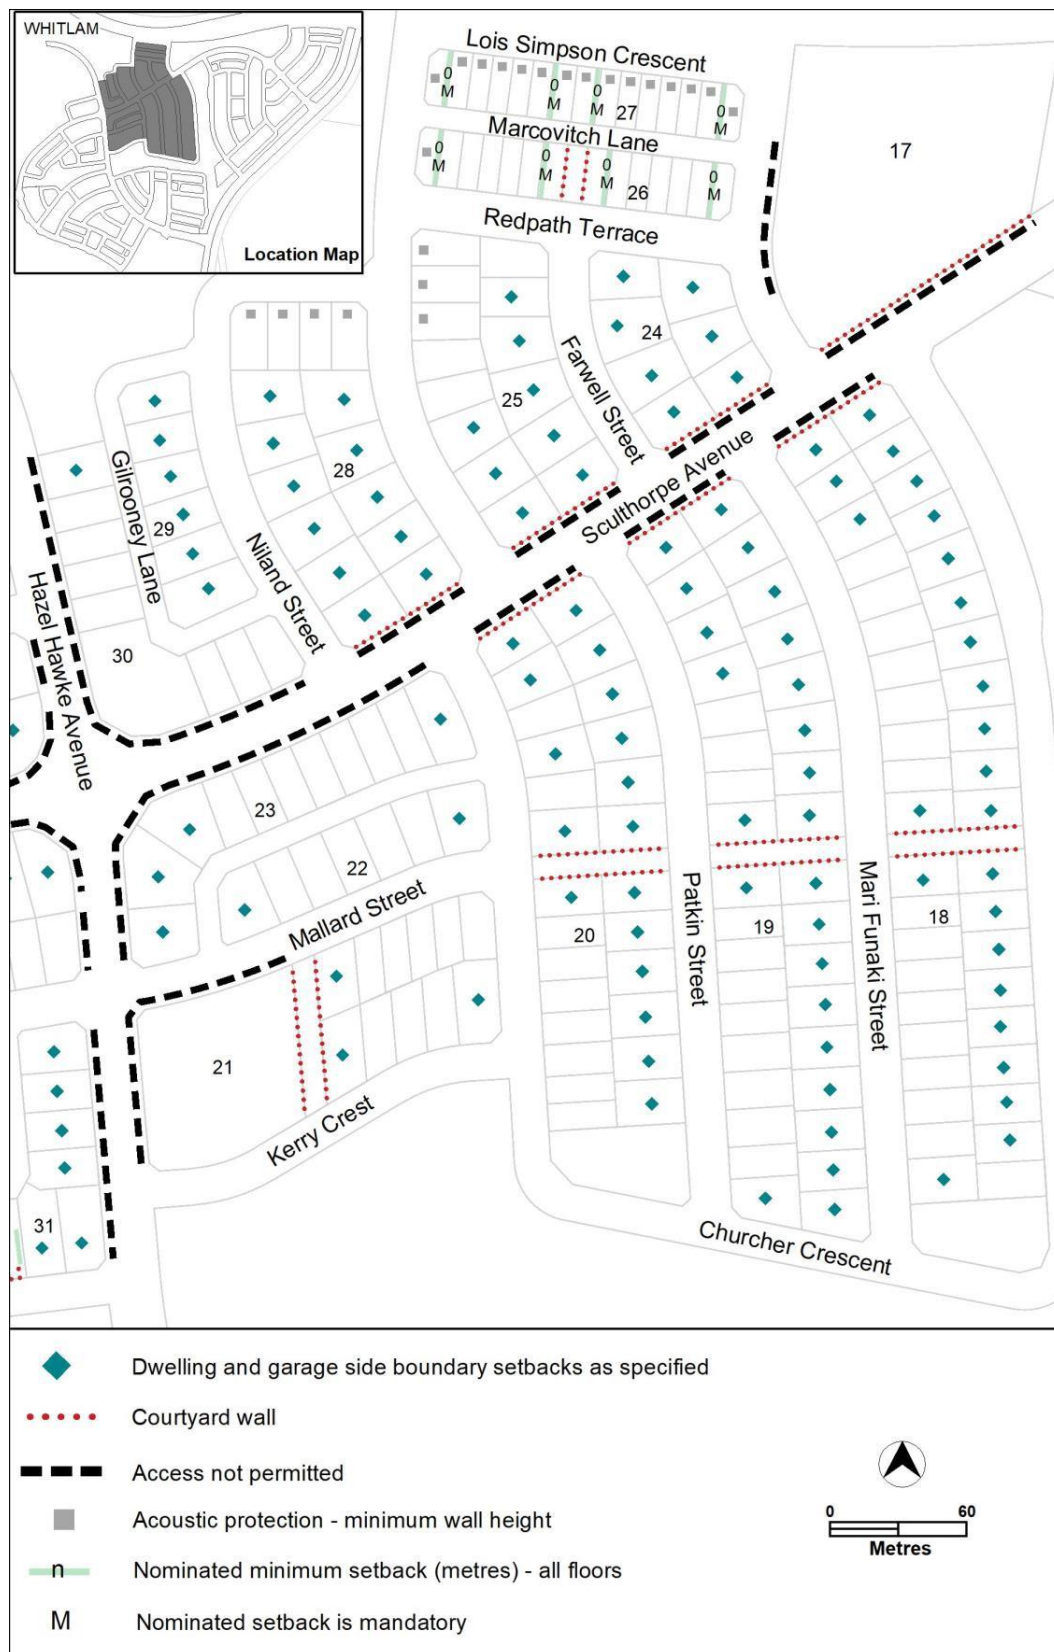 WHITLAM
Location Map
Lois Simpson Crescent
0
M
0
M
0
M
0
M
27
17
Marcovitch Lane
0
M
0
M
0
M
0
M
26
Redpath Terrace
24
Farwell Street
25
28
Gilrooney Lane
29
Sculthorpe Avenue
Niland Street
Hazel Hawke Avenue
30
23
22
Mallard Street
Patkin Street
Mari Funaki Street
20
19
18
21
Kerry Crest
31
Churcher Crescent
Dwelling and garage side boundary setbacks as specified
Courtyard wall
Access not permitted
Acoustic protection - minimum wall height
n
Nominated minimum setback (metres) - all floors
M
Nominated setback is mandatory
0
60
Metres